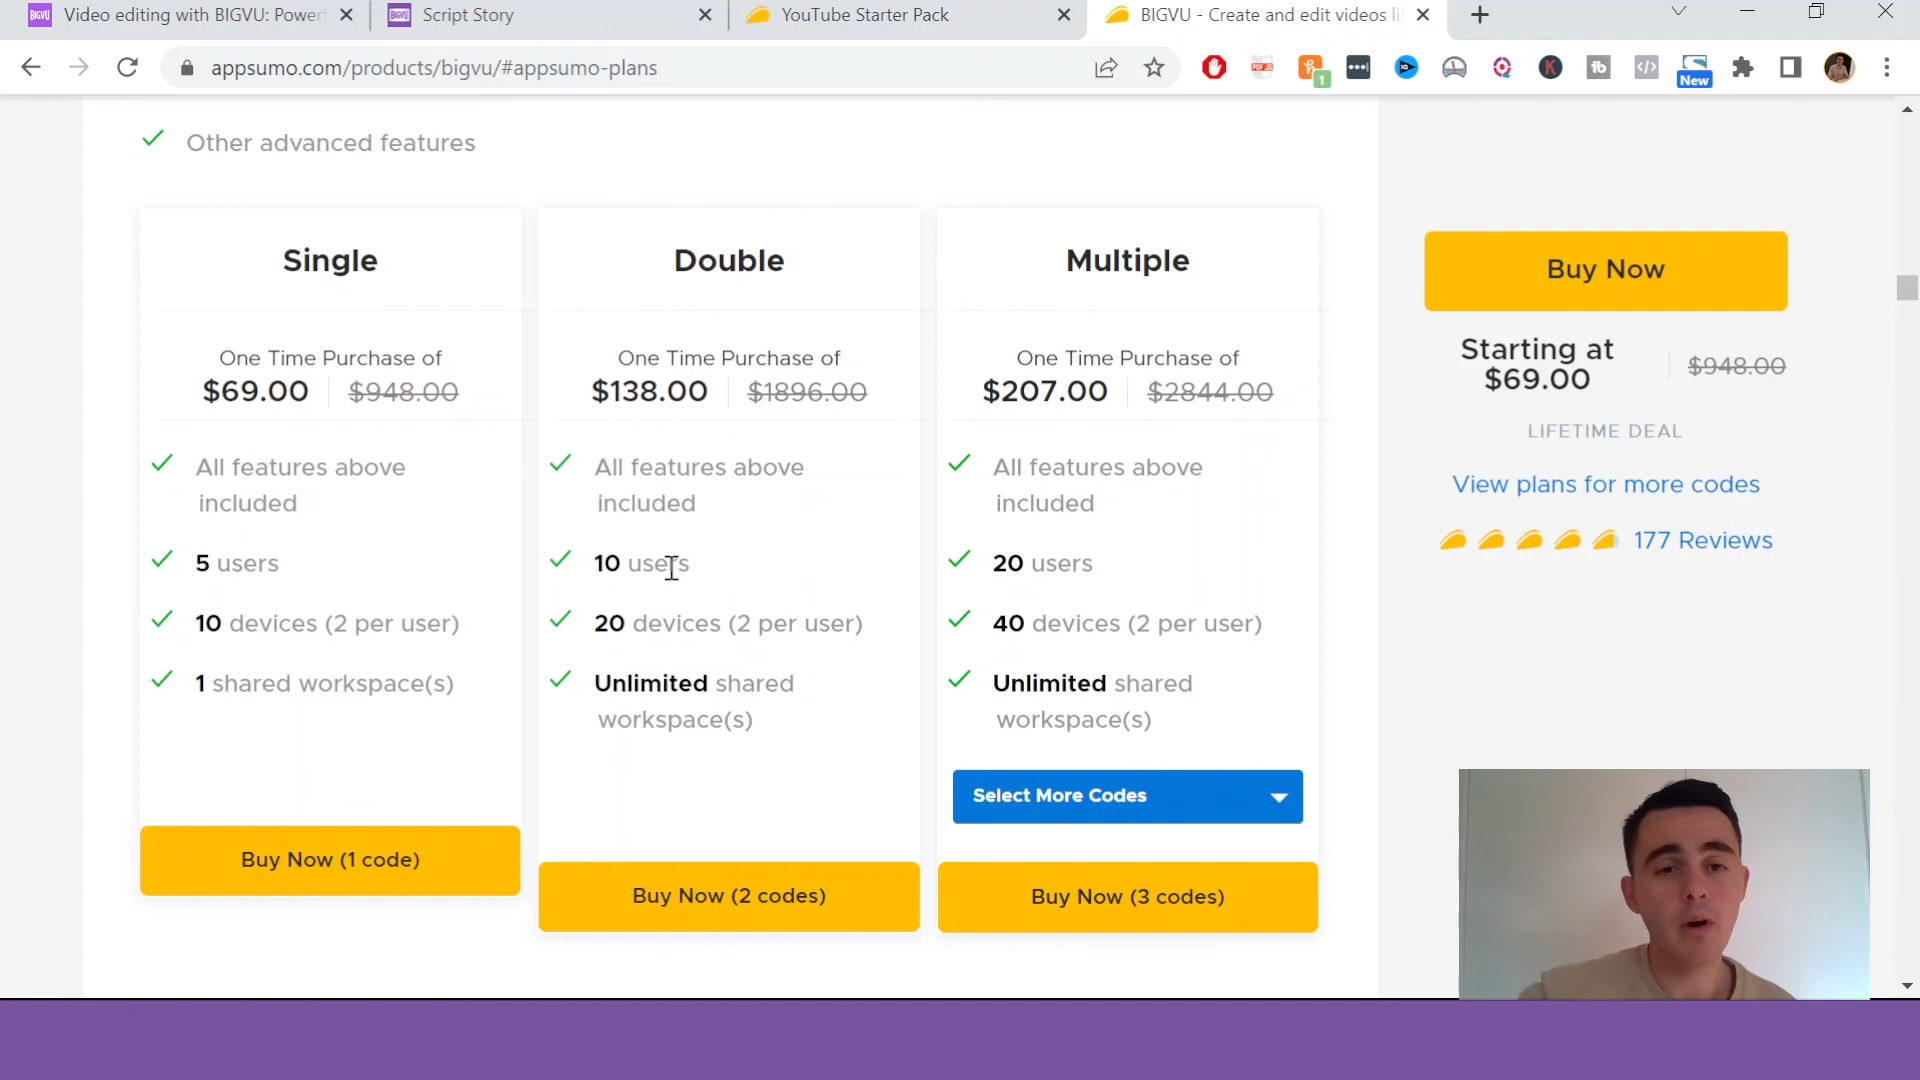 BIGVU Video editing with BIGVU: Powerf
BIGVU Script Story
YouTube Starter Pack
BIGVU - Create and edit videos li
appsumo.com/products/bigvu/#appsumo-plans
1
New
Other advanced features
Single
One Time Purchase of
$69.00 $948.00
All features above
included
5 users
10 devices (2 per user)
1 shared workspace(s)
Buy Now (1 code)
Double
One Time Purchase of
$138.00 $1896.00
All features above
included
10 users
20 devices (2 per user)
Unlimited shared
workspace(s)
Buy Now (2 codes)
Multiple
One Time Purchase of
$207.00 $2844.00
All features above
included
20 users
40 devices (2 per user)
Unlimited shared
workspace(s)
Select More Codes
Buy Now (3 codes)
Buy Now
Starting at
$69.00 $948.00
LIFETIME DEAL
View plans for more codes
177 Reviews